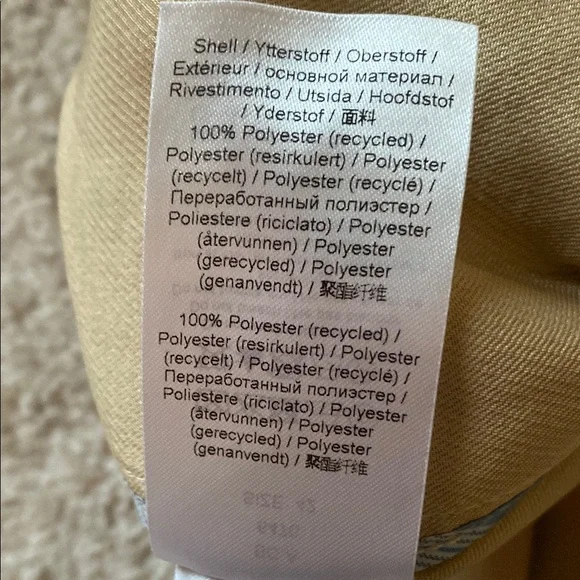 Shell / Ytterstoff / Oberstoff /
Extérieur / основной материал /
Rivestimento / Utsida / Hoofdstof
/ Yderstof / 面料
100% Polyester (recycled) /
Polyester (resirkulert) / Polyester
(recycelt) / Polyester (recyclé) /
Переработанный полиэстер /
Poliestere (riciclato) / Polyester
(återvunnen) / Polyester
(gerecycled) / Polyester
(genanvendt) / 聚酯纤维
100% Polyester (recycled) /
Polyester (resirkulert) / Polyester
(recycelt) / Polyester (recyclé) /
Переработанный полиэстер /
Poliestere (riciclato) / Polyester
(återvunnen) / Polyester
(gerecycled) / Polyester
(genanvendt) / 聚酯纤维